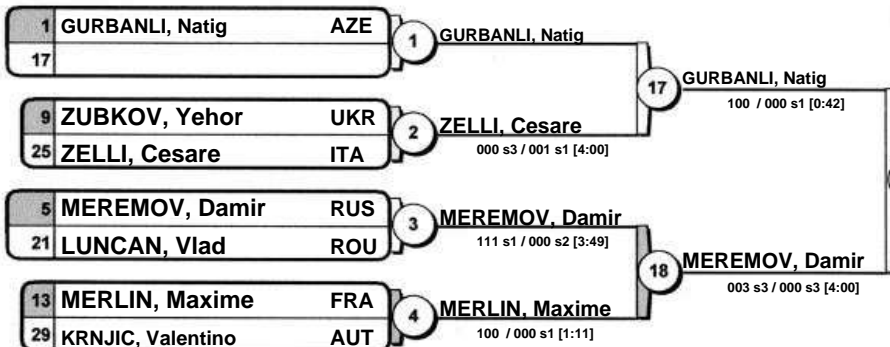 1 GURBANLI, Natig AZE
17
1
GURBANLI, Natig
9 ZUBKOV, Yehor UKR
25 ZELLI, Cesare ITA
2
ZELLI, Cesare
000 s3 / 001 s1 [4:00]
17
GURBANLI, Natig
100 / 000 s1 [0:42]
5 MEREMOV, Damir RUS
21 LUNCAN, Vlad ROU
3
MEREMOV, Damir
111 s1 / 000 s2 [3:49]
13 MERLIN, Maxime FRA
29 KRNJIC, Valentino AUT
4
MERLIN, Maxime
100 / 000 s1 [1:11]
18
MEREMOV, Damir
003 s3 / 000 s3 [4:00]